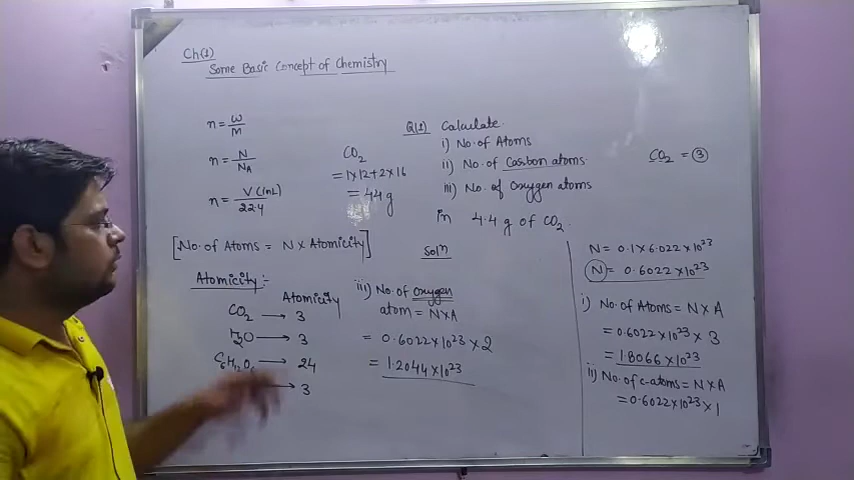 Ch(1)
Some Basic Concept of Chemistry
n = W/M
n = N/NA
n = V(inL)/22.4
[No. of Atoms = N × Atomicity]
Atomicity:-
Atomicity
CO2 → 3
H2O → 3
C6H12O6 → 24
→ 3
CO2
= 1×12+2×16
= 44 g
Q(1) Calculate
i) No. of Atoms
ii) No. of Carbon atoms.
iii) No. of Oxygen atoms
in 4.4 g of CO2.
CO2 = 3
Soln
iii) No. of Oxygen
atom = N×A
= 0.6022×10^23 × 2
= 1.2044×10^23
N = 0.1×6.022×10^23
N = 0.6022×10^23
i) No. of Atoms = N × A
= 0.6022×10^23 × 3
= 1.8066×10^23
ii) No. of C-atoms = N×A
= 0.6022×10^23 × 1